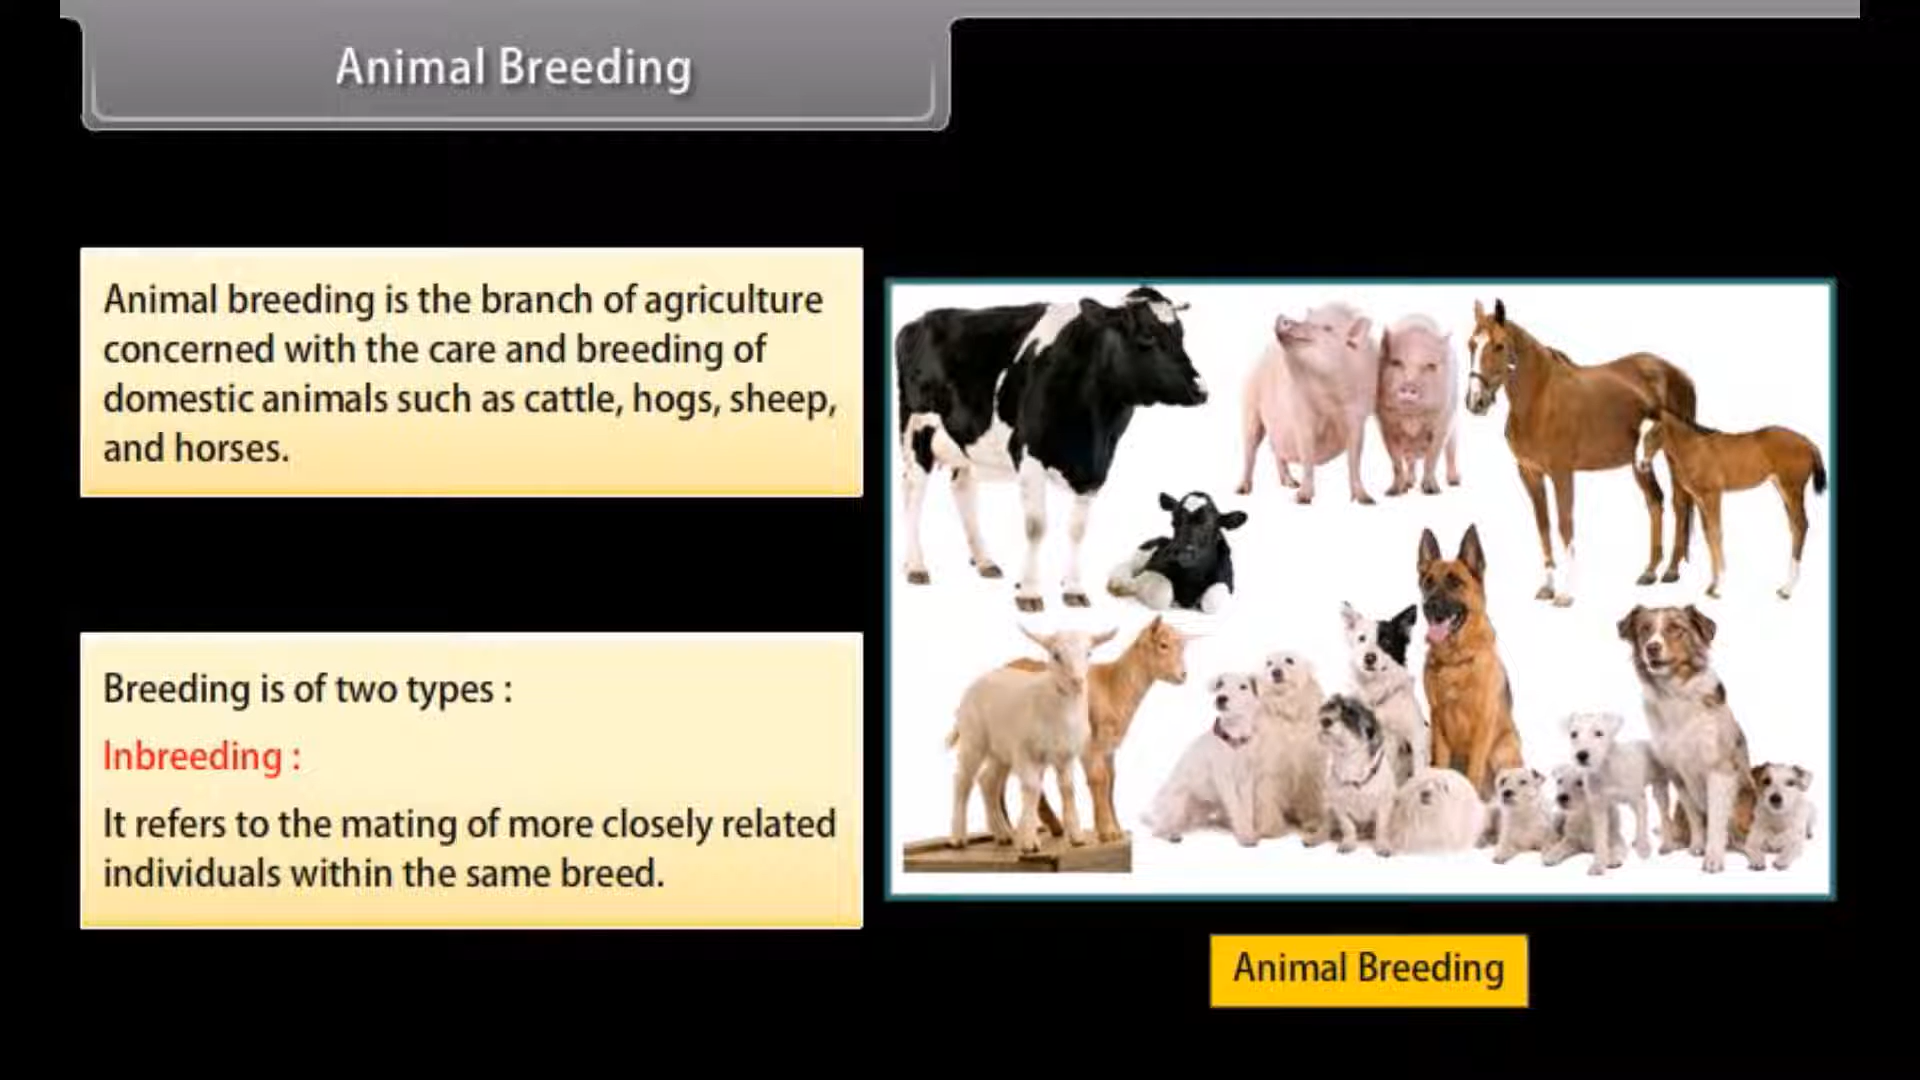 Animal Breeding
Animal breeding is the branch of agriculture
concerned with the care and breeding of
domestic animals such as cattle, hogs, sheep,
and horses.
Breeding is of two types :
Inbreeding :
It refers to the mating of more closely related
individuals within the same breed.
Animal Breeding